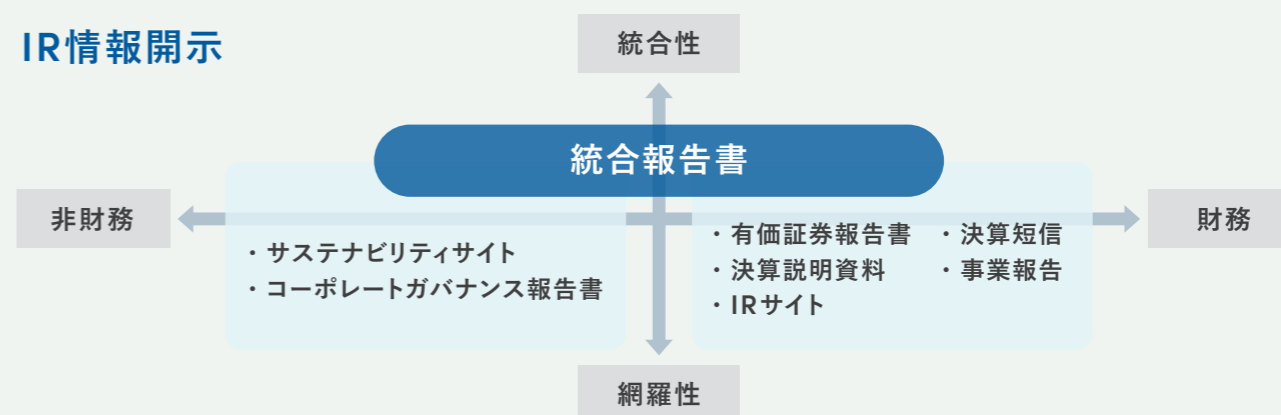 IR情報開示
統合性
統合報告書
非財務
財務
・サステナビリティサイト
・コーポレートガバナンス報告書
・有価証券報告書 ・決算短信
・決算説明資料 ・事業報告
・IRサイト
網羅性